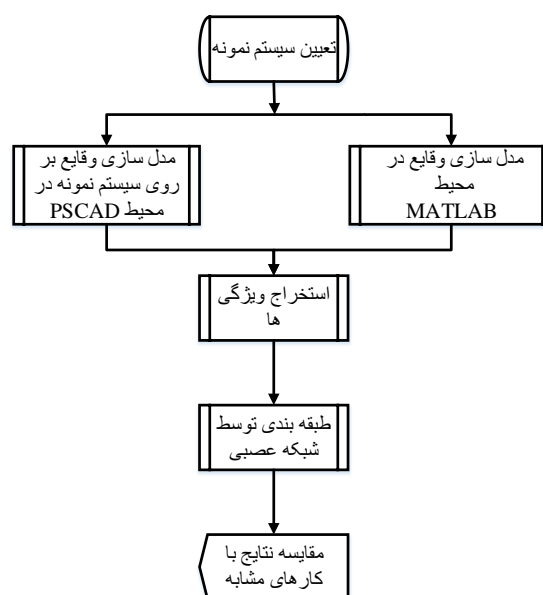 تعیین سیستم نمونه
مدل سازی وقایع در
محیط
MATLAB
مدل سازی وقایع بر
روی سیستم نمونه در
محیط PSCAD
استخراج ویژگی
ها
طبقه بندی توسط
شبکه عصبی
مقایسه نتایج با
کارهای مشابه